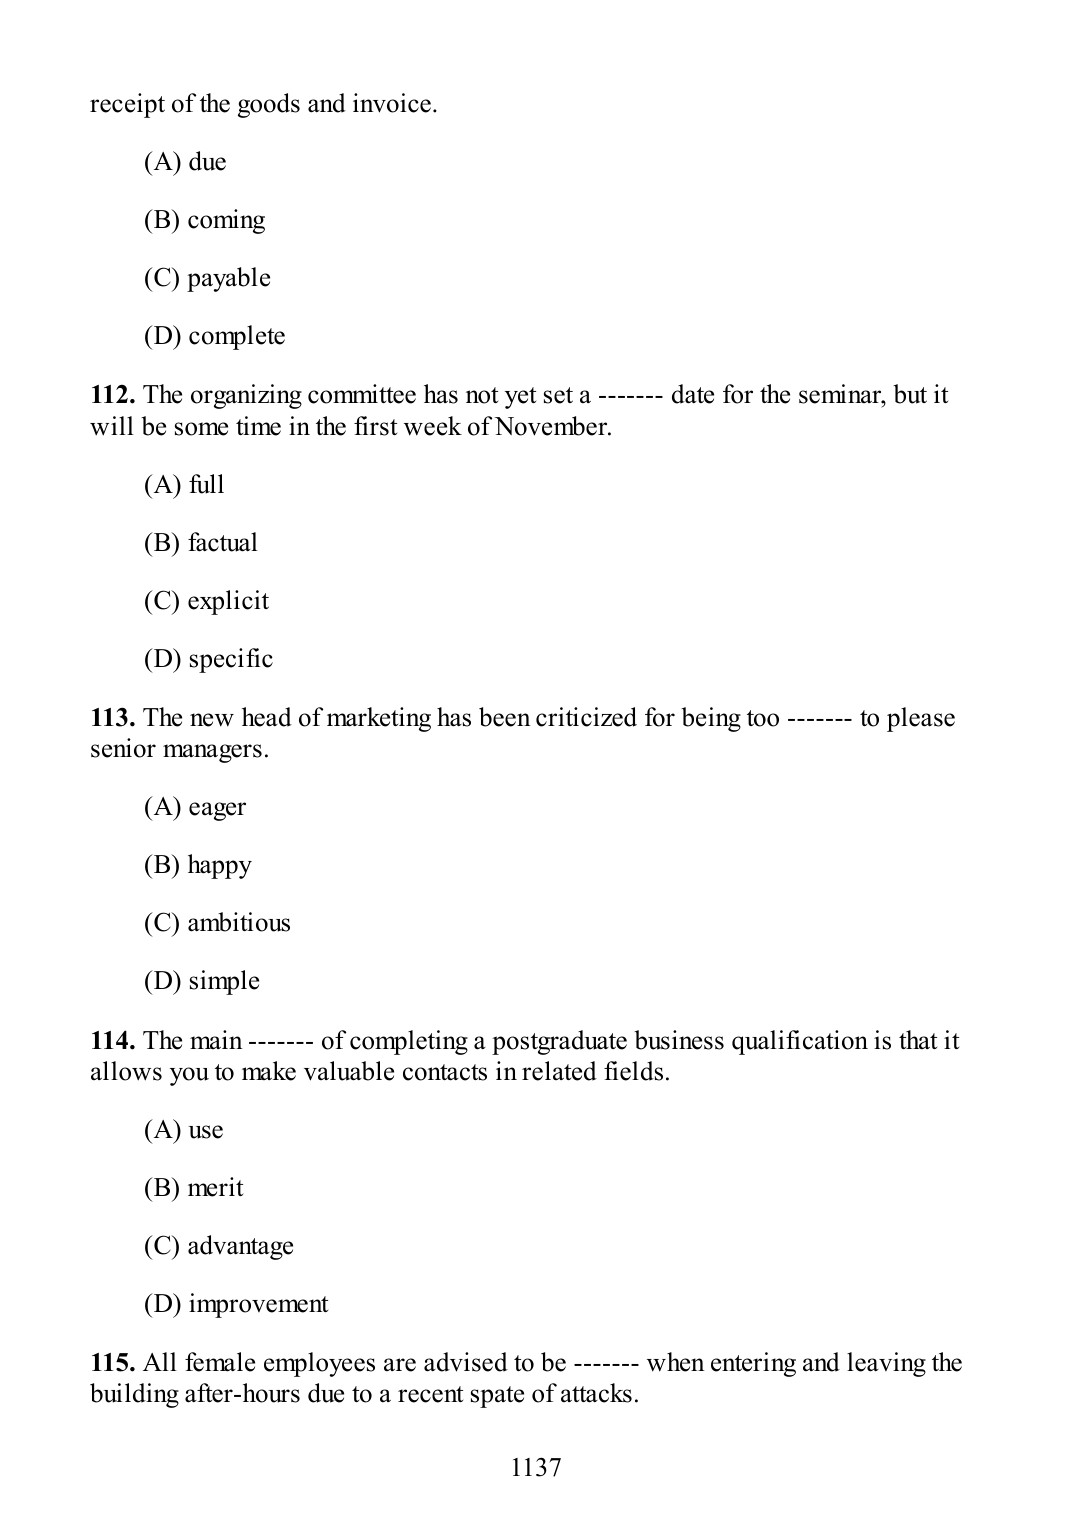 receipt of the goods and invoice.
(A) due
(B) coming
(C) payable
(D) complete
112. The organizing committee has not yet set a ------- date for the seminar, but it
will be some time in the first week of November.
(A) full
(B) factual
(C) explicit
(D) specific
113. The new head of marketing has been criticized for being too ------- to please
senior managers.
(A) eager
(B) happy
(C) ambitious
(D) simple
114. The main ------- of completing a postgraduate business qualification is that it
allows you to make valuable contacts in related fields.
(A) use
(B) merit
(C) advantage
(D) improvement
115. All female employees are advised to be ------- when entering and leaving the
building after-hours due to a recent spate of attacks.
1137